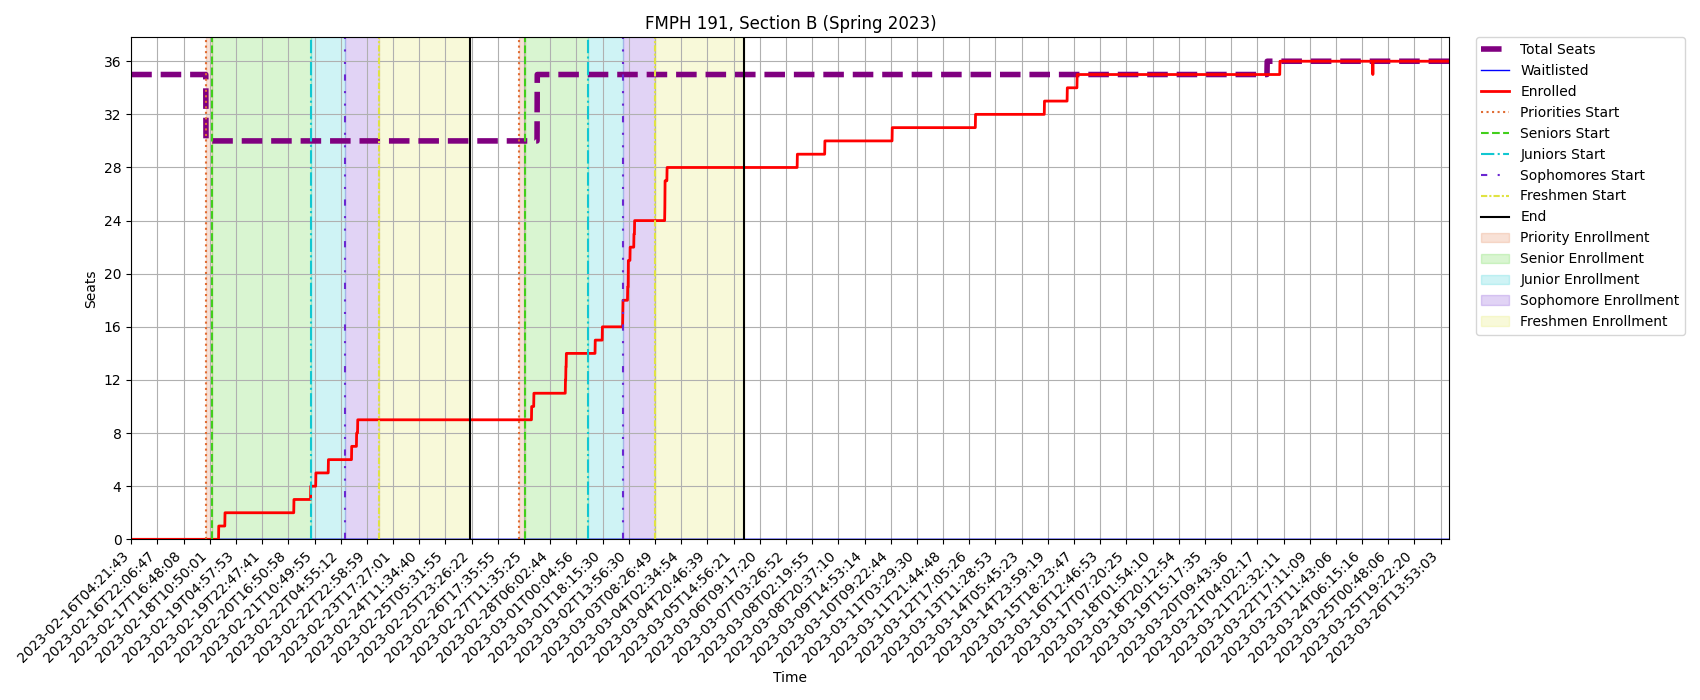 FMPH 191, Section B (Spring 2023)
Seats
36
32
28
24
20
16
12
8
4
0
2023-02-16T04:21:43
2023-02-16T22:06:47
2023-02-17T16:48:08
2023-02-18T10:50:01
2023-02-19T04:57:53
2023-02-19T22:47:41
2023-02-20T16:50:58
2023-02-21T10:49:55
2023-02-22T04:55:12
2023-02-22T22:58:59
2023-02-23T17:27:01
2023-02-24T11:34:40
2023-02-25T05:31:55
2023-02-25T23:26:22
2023-02-26T17:35:55
2023-02-27T11:35:25
2023-02-28T06:02:44
2023-03-01T00:04:56
2023-03-01T18:15:30
2023-03-02T13:56:30
2023-03-03T08:26:49
2023-03-04T02:34:54
2023-03-04T20:46:39
2023-03-05T14:56:21
2023-03-06T09:17:20
2023-03-07T03:26:52
2023-03-08T02:19:55
2023-03-08T20:37:10
2023-03-09T14:53:14
2023-03-10T09:22:44
2023-03-11T03:29:30
2023-03-11T21:44:48
2023-03-12T17:05:26
2023-03-13T11:28:53
2023-03-14T05:45:23
2023-03-14T23:59:19
2023-03-15T18:23:47
2023-03-16T12:46:53
2023-03-17T07:20:25
2023-03-18T01:54:10
2023-03-18T20:12:54
2023-03-19T15:17:35
2023-03-20T09:43:36
2023-03-21T04:02:17
2023-03-21T22:32:11
2023-03-22T17:11:09
2023-03-23T11:43:06
2023-03-24T06:15:16
2023-03-25T00:48:06
2023-03-25T19:22:20
2023-03-26T13:53:03
Time
Total Seats
Waitlisted
Enrolled
Priorities Start
Seniors Start
Juniors Start
Sophomores Start
Freshmen Start
End
Priority Enrollment
Senior Enrollment
Junior Enrollment
Sophomore Enrollment
Freshmen Enrollment